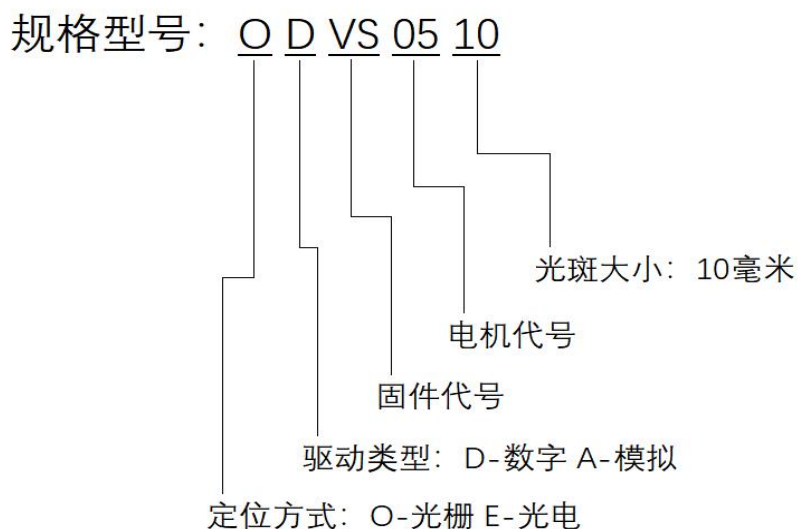 规格型号：O D VS 05 10
光斑大小：10毫米
电机代号
固件代号
驱动类型：D-数字 A-模拟
定位方式：O-光栅 E-光电